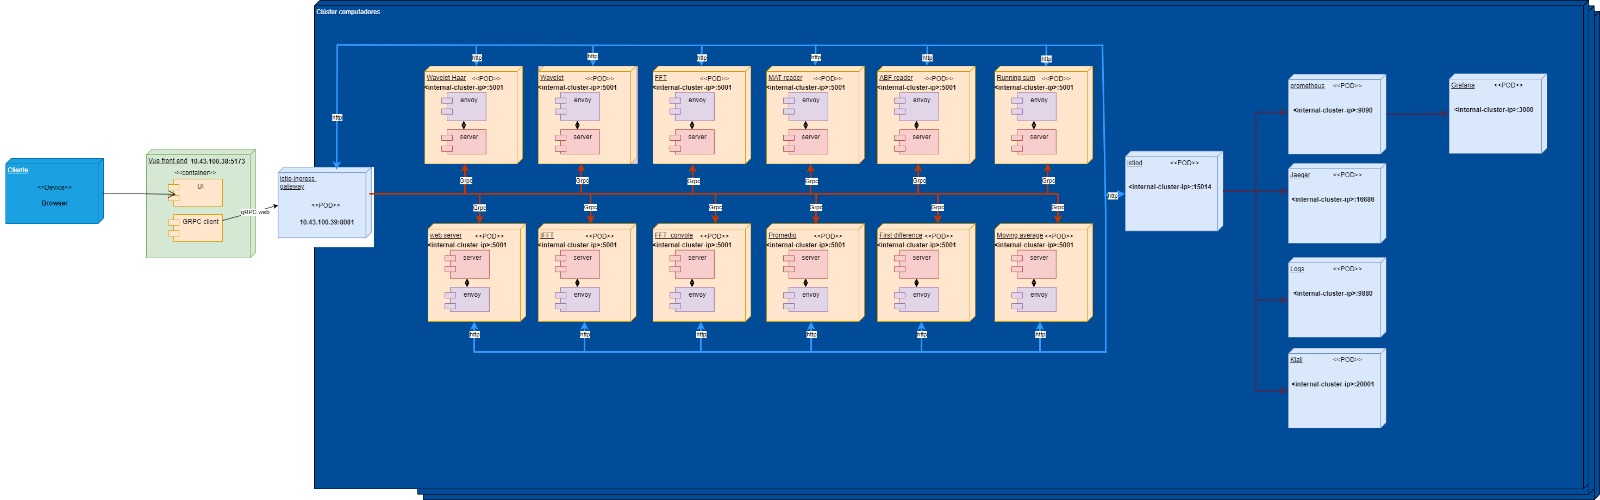 Clúster computadores
http
http
http
http
http
http
Wavelet Haar <<POD>>
<internal-cluster-ip>:5001
envoy
server
Wavelet <<POD>>
<internal-cluster-ip>:5001
envoy
server
FFT <<POD>>
<internal-cluster-ip>:5001
envoy
server
MAT reader <<POD>>
<internal-cluster-ip>:5001
envoy
server
ABF reader <<POD>>
<internal-cluster-ip>:5001
envoy
server
Running sum <<POD>>
<internal-cluster-ip>:5001
envoy
server
prometheus <<POD>>
<internal-cluster-ip>:9090
Grafana <<POD>>
<internal-cluster-ip>:3000
http
Cliente
<<Device>>
Browser
Vue front end 10.43.100.38:5173
<<container>>
UI
GRPC client
gRPC web
istio-ingress
gateway
<<POD>>
10.43.100.39:8081
Grpc
Grpc
Grpc
Grpc
Grpc
Grpc
http
istiod <<POD>>
<internal-cluster-ip>:15014
Jaeger <<POD>>
<internal-cluster-ip>:16686
Grpc
Grpc
Grpc
Grpc
Grpc
Grpc
web server <<POD>>
<internal-cluster-ip>:5001
server
envoy
IFFT <<POD>>
<internal-cluster-ip>:5001
server
envoy
FFT convole <<POD>>
<internal-cluster-ip>:5001
server
envoy
Promedio <<POD>>
<internal-cluster-ip>:5001
server
envoy
First difference <<POD>>
<internal-cluster-ip>:5001
server
envoy
Moving average <<POD>>
<internal-cluster-ip>:5001
server
envoy
Logs <<POD>>
<internal-cluster-ip>:9880
http
http
http
http
http
http
Kiali <<POD>>
<internal-cluster-ip>:20001